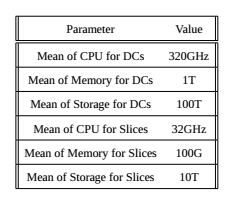 Parameter Value
Mean of CPU for DCs 320GHz
Mean of Memory for DCs 1T
Mean of Storage for DCs 100T
Mean of CPU for Slices 32GHz
Mean of Memory for Slices 100G
Mean of Storage for Slices 10T